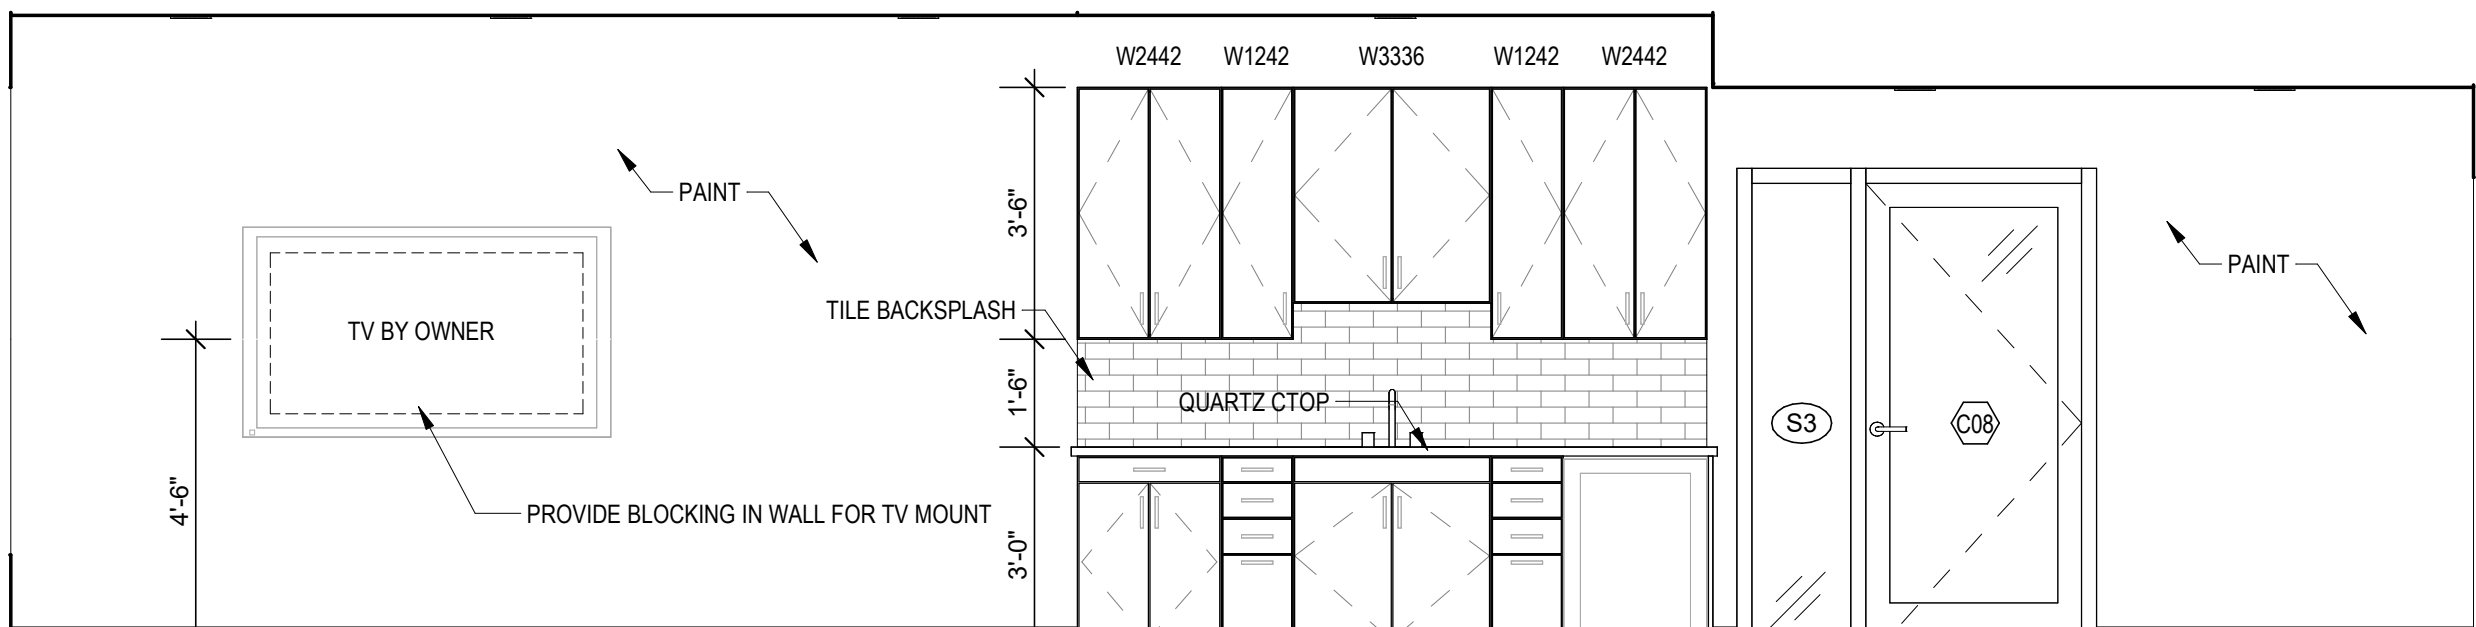 W2442
W1242
W3336
W1242
W2442
PAINT
3'-6"
PAINT
TILE BACKSPLASH
TV BY OWNER
1'-6"
QUARTZ CTOP
S3
C08
4'-6"
PROVIDE BLOCKING IN WALL FOR TV MOUNT
3'-0"